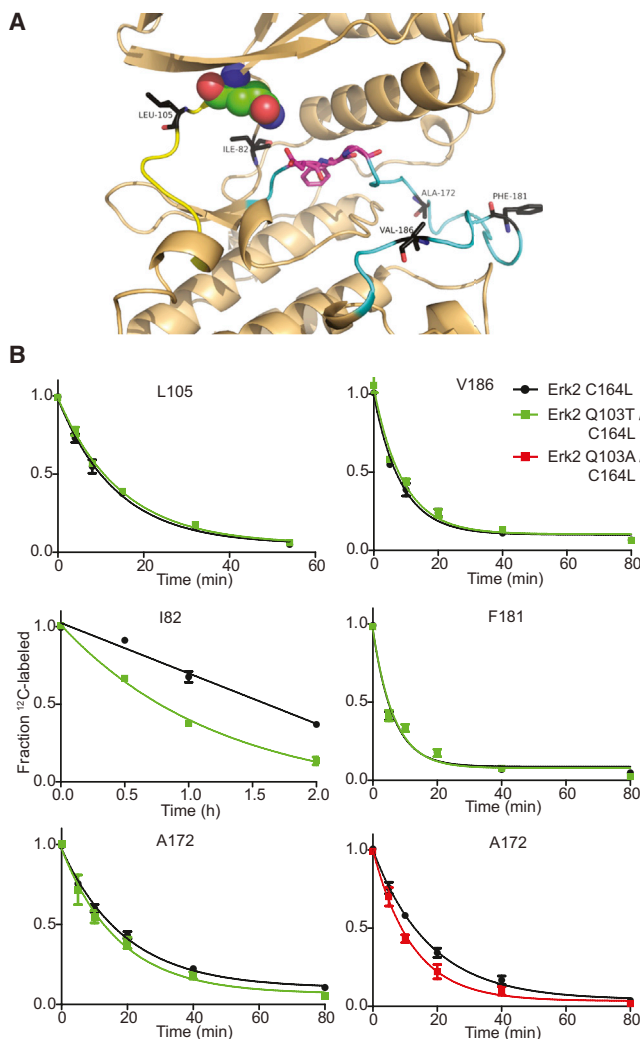 A
LEU-105
ILE-82
ALA-172
PHE-181
VAL-186
B
L105
1.0
0.5
0.0
0 20 40 60
Time (min)
V186
1.0
0.5
0.0
0 20 40 60 80
Time (min)
Erk2 C164L
Erk2 Q103T /
C164L
Erk2 Q103A /
C164L
I82
Fraction ¹²C-labeled
1.0
0.5
0.0
0.0 0.5 1.0 1.5 2.0
Time (h)
F181
1.0
0.5
0.0
0 20 40 60 80
Time (min)
A172
1.0
0.5
0.0
0 20 40 60 80
Time (min)
A172
1.0
0.5
0.0
0 20 40 60 80
Time (min)